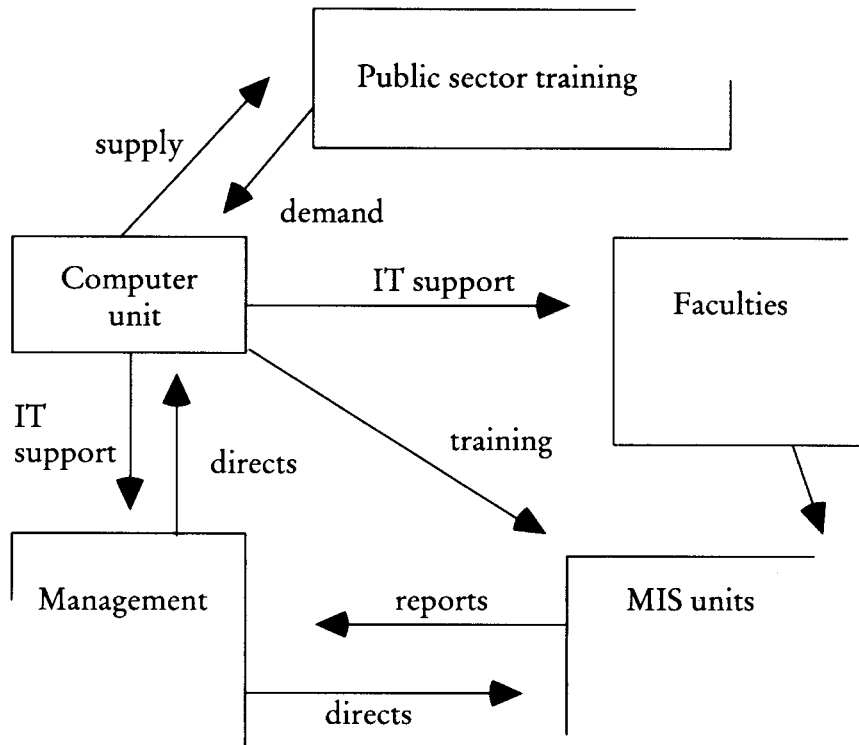 Public sector training
supply
demand
Computer
unit
IT support
Faculties
IT
support
directs
training
Management
reports
MIS units
directs